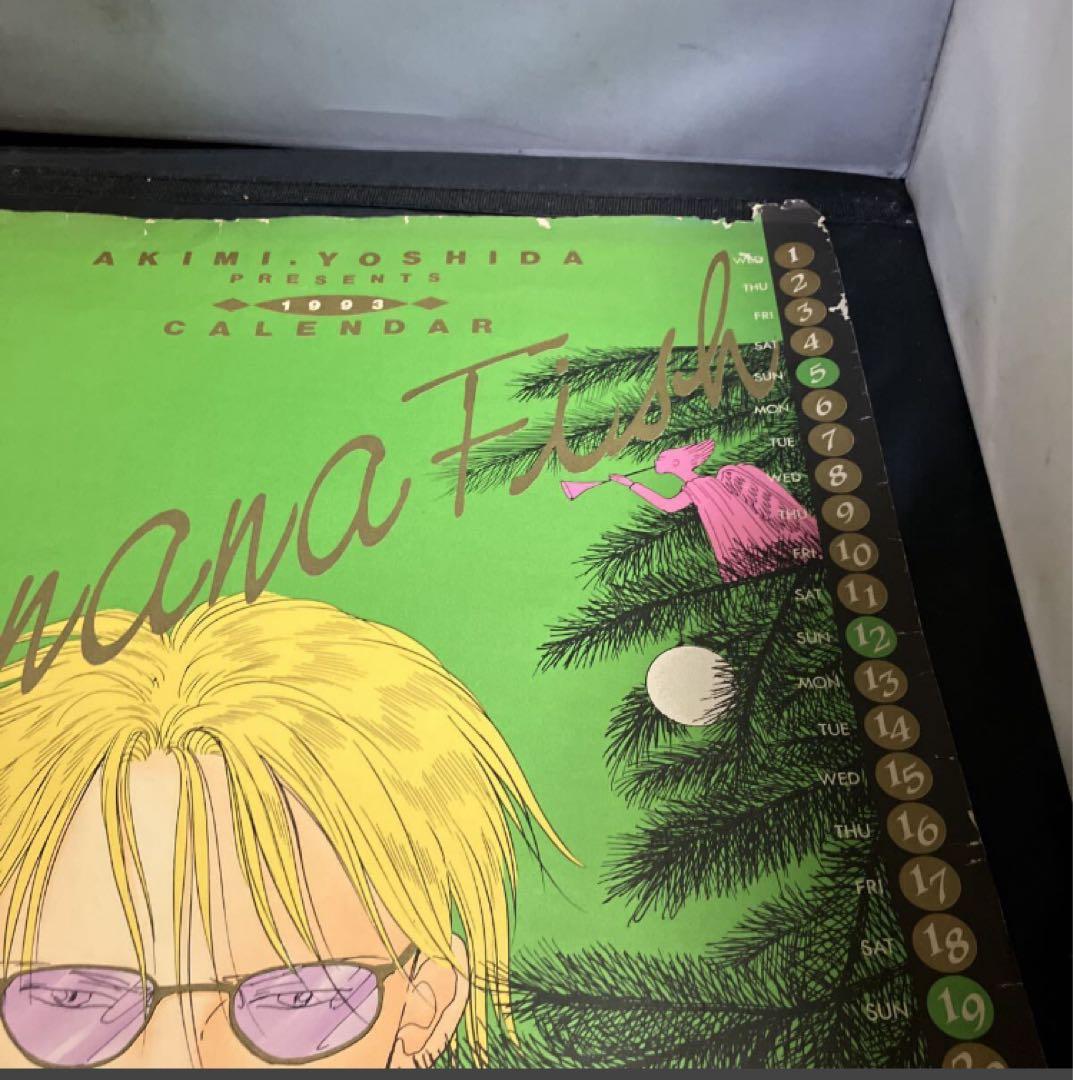 AKIMI.YOSHIDA
PRESENTS
1993
CALENDAR
nana Fish
WED 1
THU 2
FRI 3
SAT 4
SUN 5
MON 6
TUE 7
WED 8
THU 9
FRI 10
SAT 11
SUN 12
MON 13
TUE 14
WED 15
THU 16
FRI 17
SAT 18
SUN 19